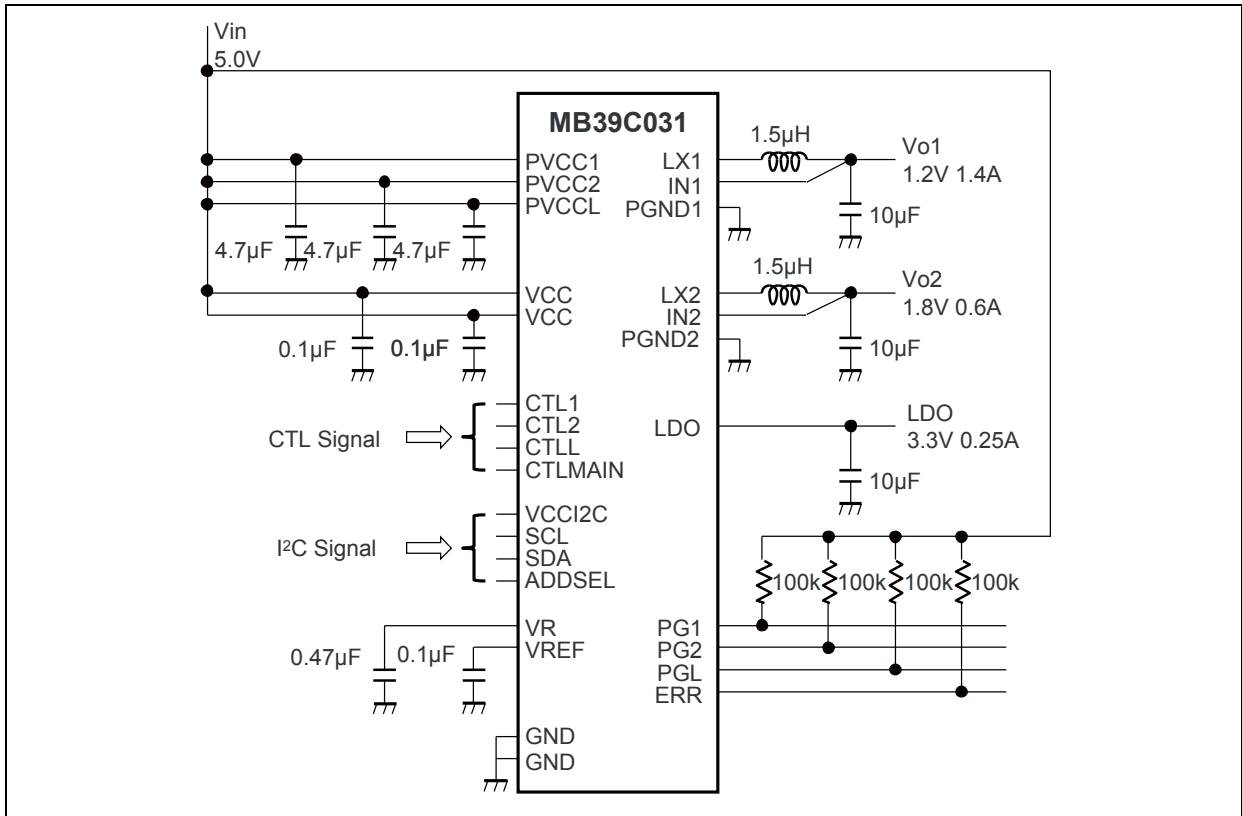 Vin
5.0V
MB39C031
PVCC1
PVCC2
PVCCL
4.7µF
4.7µF
4.7µF
VCC
VCC
0.1µF
0.1µF
CTL1
CTL2
CTLL
CTLMAIN
CTL Signal
VCCI2C
SCL
SDA
ADDSEL
I²C Signal
VR
VREF
0.47µF
0.1µF
GND
GND
LX1
IN1
PGND1
1.5µH
Vo1
1.2V 1.4A
10µF
LX2
IN2
PGND2
1.5µH
Vo2
1.8V 0.6A
10µF
LDO
LDO
3.3V 0.25A
10µF
100k
100k
100k
100k
PG1
PG2
PGL
ERR